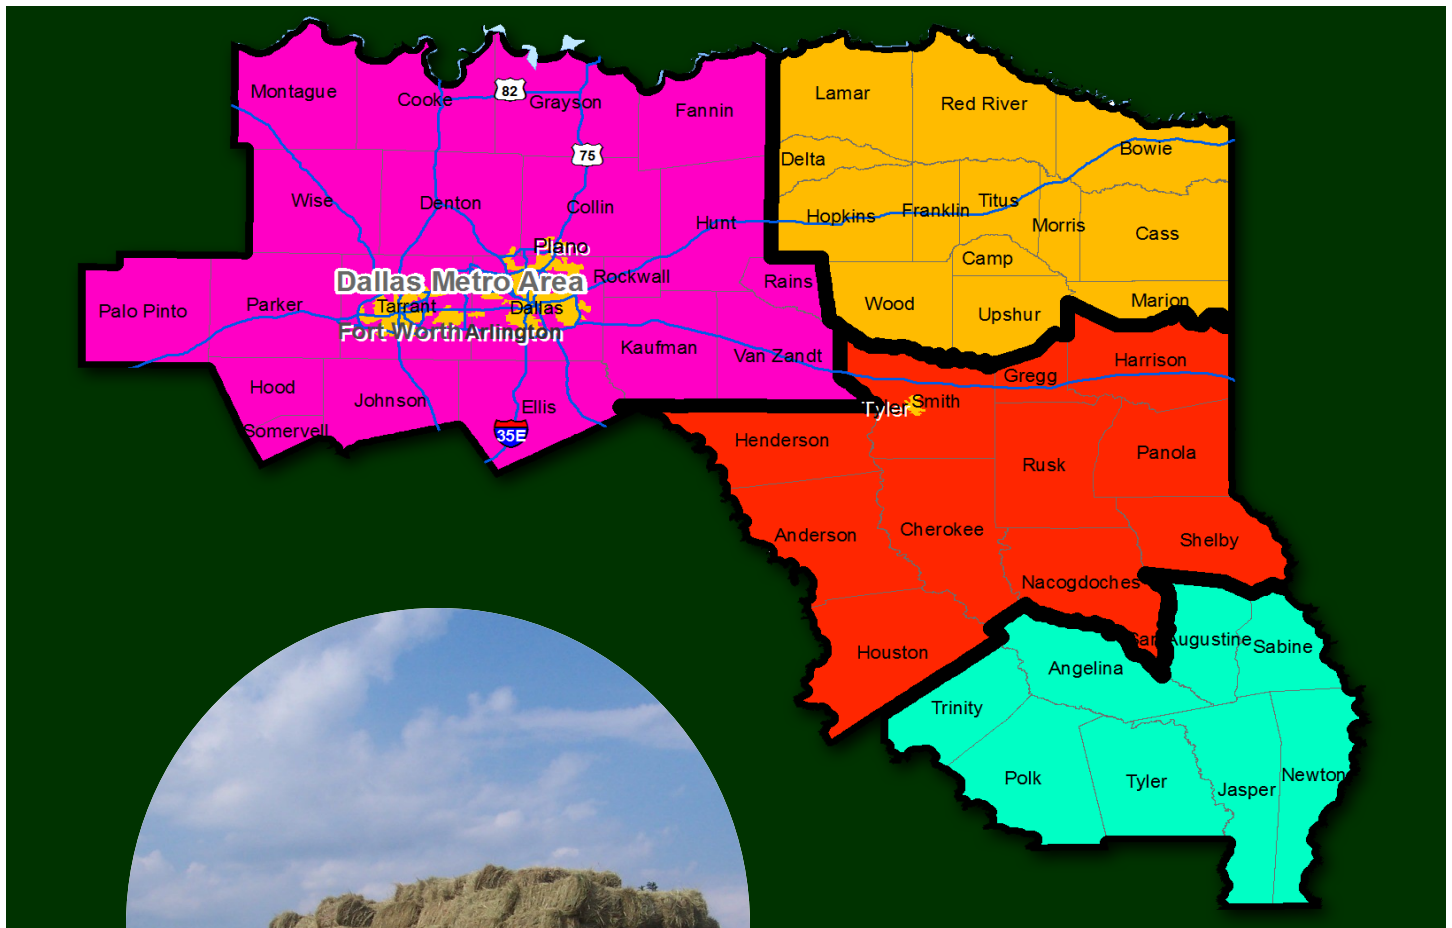 Montague
Cooke
82
Grayson
Fannin
Lamar
Red River
75
Bowie
Delta
Wise
Denton
Collin
Hunt
Hopkins
Franklin
Titus
Morris
Cass
Plano
Camp
Dallas Metro Area
Rockwall
Rains
Palo Pinto
Parker
Tarrant
Dallas
Wood
Upshur
Marion
Fort Worth
Arlington
Kaufman
Van Zandt
Harrison
Gregg
Hood
Johnson
Ellis
Tyler
Smith
Somervell
35E
Henderson
Rusk
Panola
Anderson
Cherokee
Shelby
Nacogdoches
Houston
San Augustine
Sabine
Angelina
Trinity
Polk
Tyler
Jasper
Newton